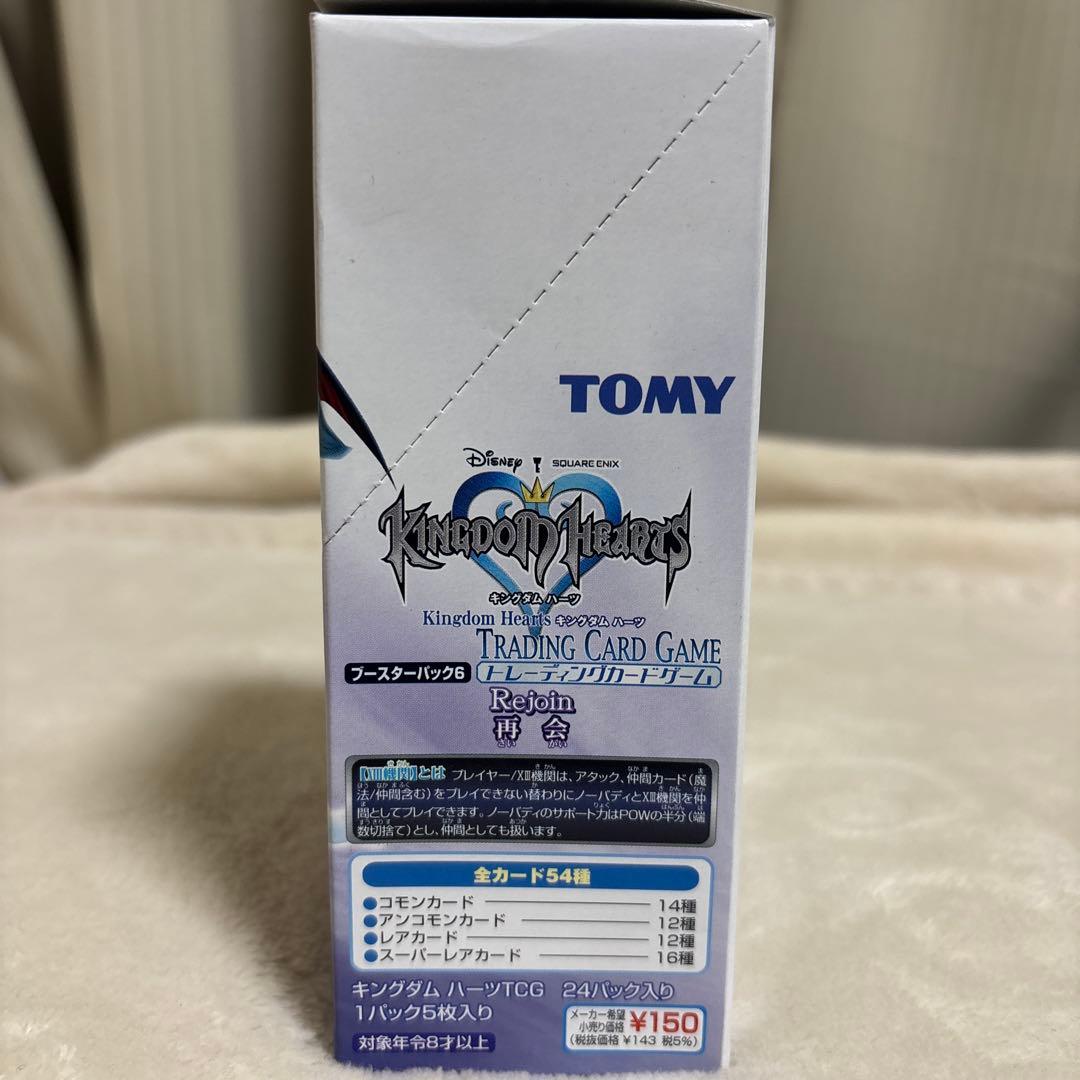 TOMY
Disney SQUARE ENIX
KINGDOM HEARTS
キングダム ハーツ
Kingdom Hearts キングダム ハーツ
TRADING CARD GAME
ブースターパック6 トレーディングカードゲーム
Rejoin
再会
さい かい
【XIII機関】とは プレイヤー/XIII機関は、アタック、仲間カード(魔
法/仲間含む)をプレイできない替わりにノーバディとXIII機関を仲
間としてプレイできます。ノーバディのサポート力はPOWの半分(端
数切捨て)とし、仲間としても扱います。
全カード54種
●コモンカード 14種
●アンコモンカード 12種
●レアカード 12種
●スーパーレアカード 16種
キングダム ハーツTCG 24パック入り
1パック5枚入り
メーカー希望
小売り価格 ¥150
(税抜価格 ¥143 税5%)
対象年令8才以上